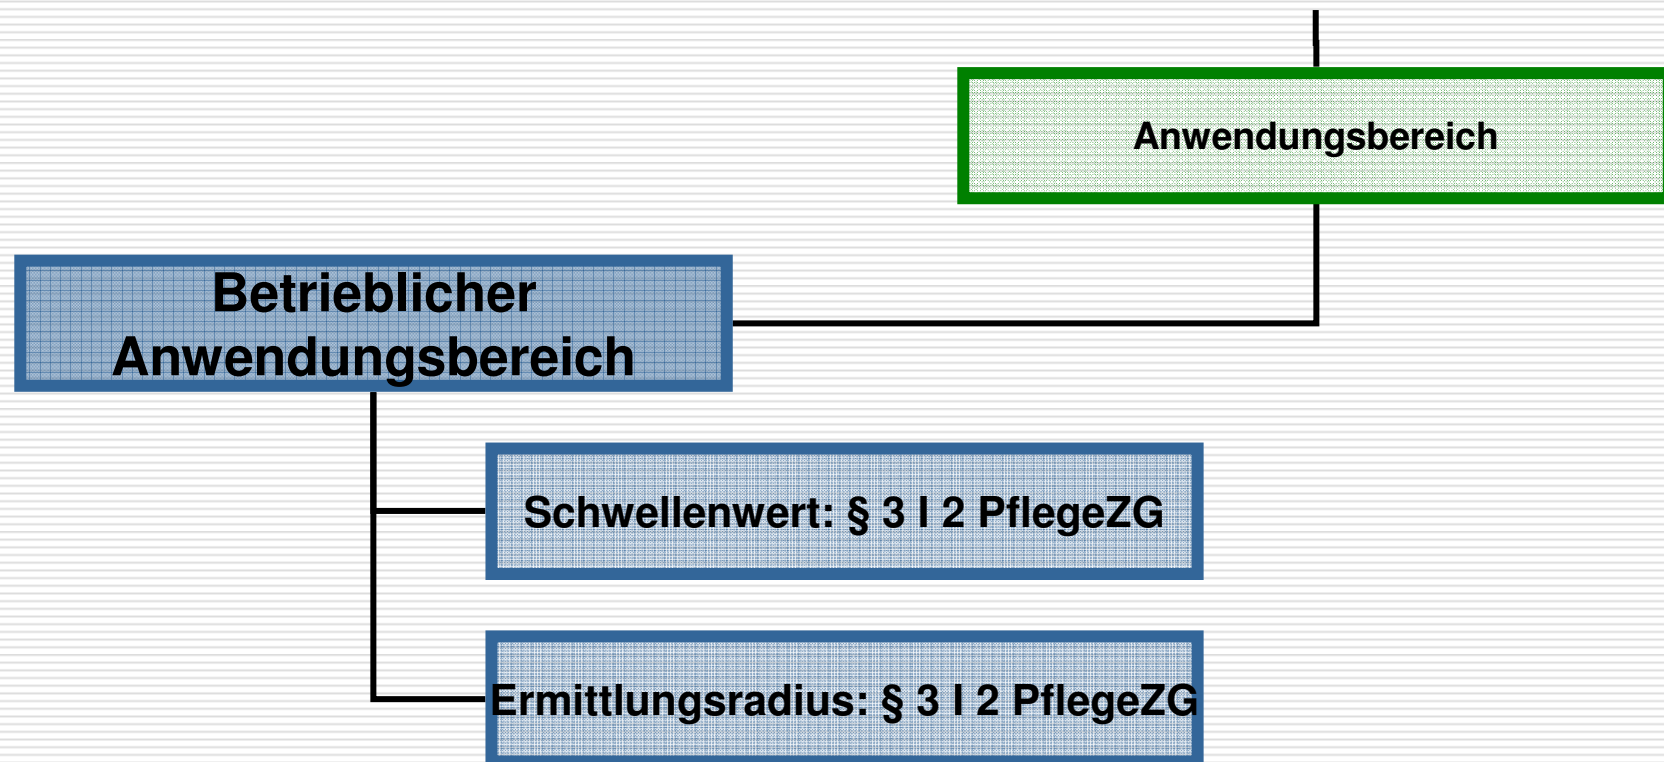 Anwendungsbereich
Betrieblicher
Anwendungsbereich
Schwellenwert: § 3 I 2 PflegeZG
Ermittlungsradius: § 3 I 2 PflegeZG